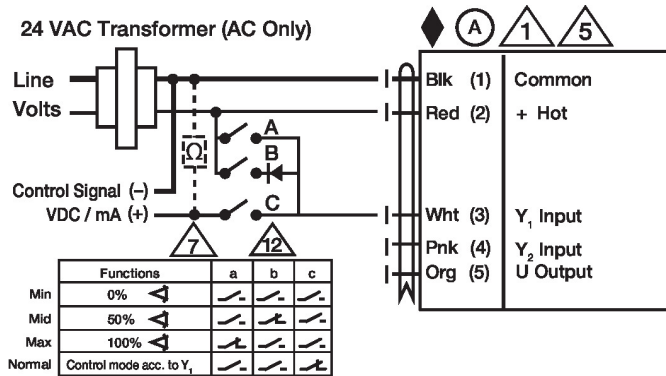 24 VAC Transformer (AC Only)
A 1 5
Line
Volts
Blk (1) Common
Red (2) + Hot
A
B
Ω
C
Control Signal (–)
VDC / mA (+)
Wht (3) Y1 Input
Pnk (4) Y2 Input
Org (5) U Output
7 12
Functions a b c
Min 0%
Mid 50%
Max 100%
Normal Control mode acc. to Y1